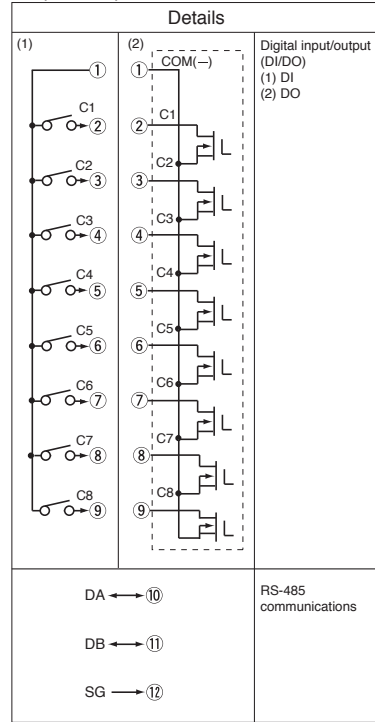 Details
(1)
①
C1
②
C2
③
C3
④
C4
⑤
C5
⑥
C6
⑦
C7
⑧
C8
⑨
(2)
COM(−)
①
C1
②
C2
③
C3
④
C4
⑤
C5
⑥
C6
⑦
C7
⑧
C8
⑨
Digital input/output
(DI/DO)
(1) DI
(2) DO
DA ⑩
DB ⑪
SG ⑫
RS-485
communications